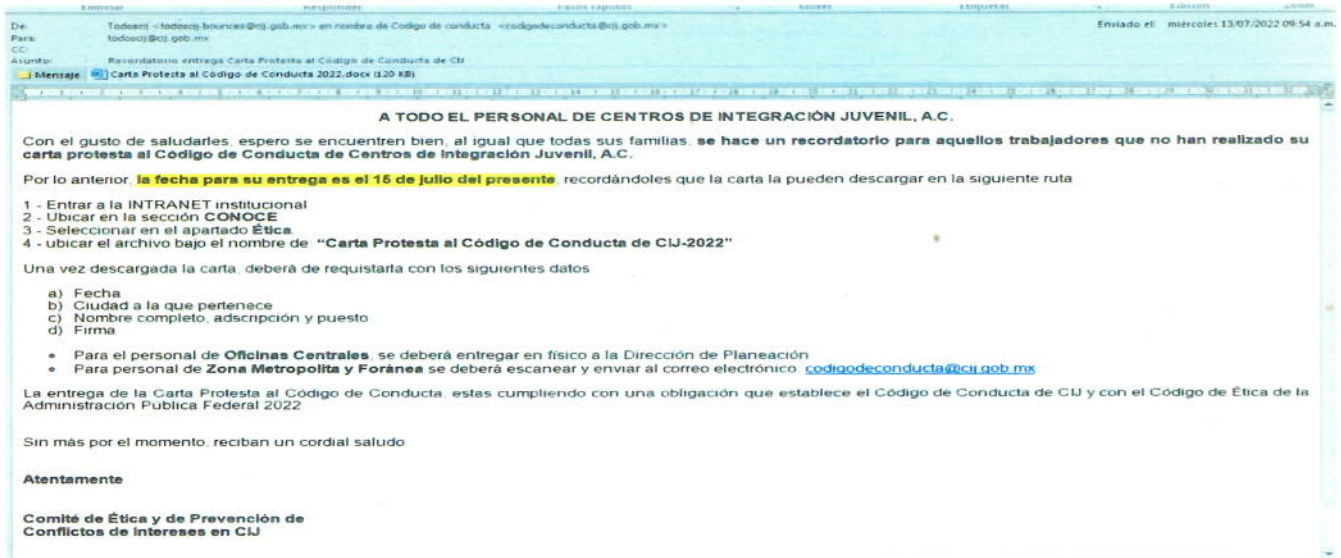 Eliminar Responder Pasos rápidos Mover Etiquetas Edición Zoom
De: Todoscij <todoscij-bounces@cij.gob.mx> en nombre de Codigo de conducta <codigodeconducta@cij.gob.mx> Enviado el: miércoles 13/07/2022 09:54 a.m.
Para: todoscij@cij.gob.mx
CC:
Asunto: Recordatorio entrega Carta Protesta al Código de Conducta de CIJ
Mensaje Carta Protesta al Código de Conducta 2022.docx (120 KB)
A TODO EL PERSONAL DE CENTROS DE INTEGRACIÓN JUVENIL, A.C.
Con el gusto de saludarles, espero se encuentren bien, al igual que todas sus familias, se hace un recordatorio para aquellos trabajadores que no han realizado su
carta protesta al Código de Conducta de Centros de Integración Juvenil, A.C.
Por lo anterior, la fecha para su entrega es el 15 de julio del presente, recordándoles que la carta la pueden descargar en la siguiente ruta
1 - Entrar a la INTRANET institucional
2 - Ubicar en la sección CONOCE
3 - Seleccionar en el apartado Ética.
4 - ubicar el archivo bajo el nombre de "Carta Protesta al Código de Conducta de CIJ-2022"
Una vez descargada la carta, deberá de requistarla con los siguientes datos
a) Fecha
b) Ciudad a la que pertenece
c) Nombre completo, adscripción y puesto
d) Firma
• Para el personal de Oficinas Centrales, se deberá entregar en físico a la Dirección de Planeación
• Para personal de Zona Metropolita y Foránea se deberá escanear y enviar al correo electrónico codigodeconducta@cij.gob.mx
La entrega de la Carta Protesta al Código de Conducta, estas cumpliendo con una obligación que establece el Código de Conducta de CIJ y con el Código de Ética de la
Administración Pública Federal 2022
Sin más por el momento, reciban un cordial saludo
Atentamente
Comité de Ética y de Prevención de
Conflictos de Intereses en CIJ